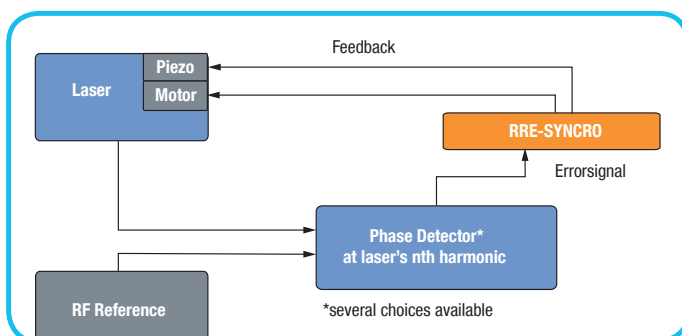 Feedback
Piezo
Laser
Motor
RRE-SYNCRO
Errorsignal
Phase Detector*
at laser's nth harmonic
RF Reference
*several choices available